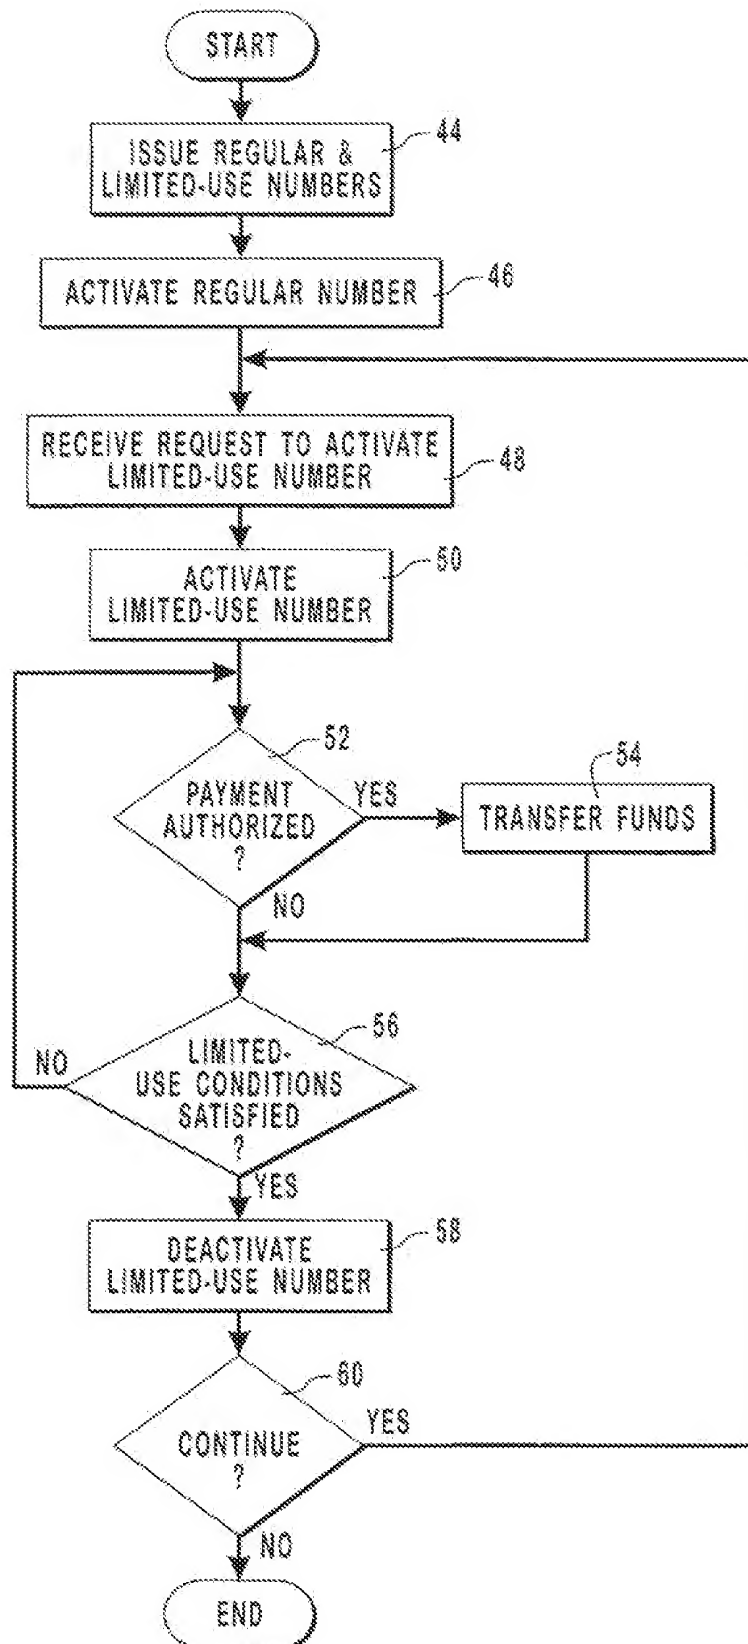 START
ISSUE REGULAR &
LIMITED-USE NUMBERS
44
ACTIVATE REGULAR NUMBER
46
RECEIVE REQUEST TO ACTIVATE
LIMITED-USE NUMBER
48
ACTIVATE
LIMITED-USE NUMBER
50
52
PAYMENT
AUTHORIZED
?
YES
54
TRANSFER FUNDS
NO
56
LIMITED-
USE CONDITIONS
SATISFIED
?
NO
YES
58
DEACTIVATE
LIMITED-USE NUMBER
60
CONTINUE
?
YES
NO
END